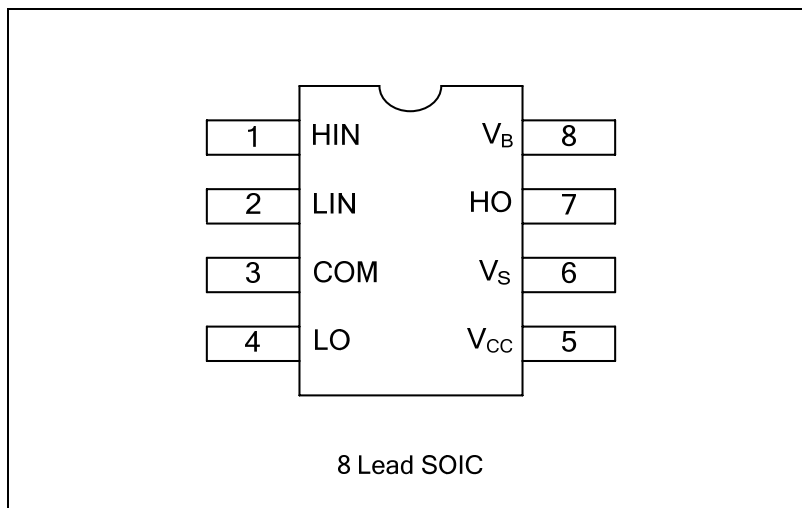 1 HIN V_B 8
2 LIN HO 7
3 COM V_S 6
4 LO V_CC 5
8 Lead SOIC